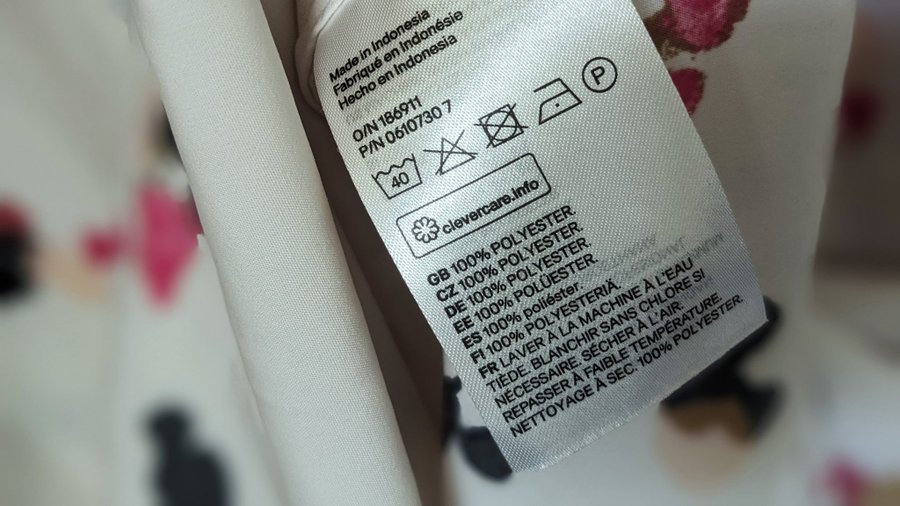 Made in Indonesia
Fabriqué en Indonésie
Hecho en Indonesia
O/N 186911
P/N 0610730 7
40
P
clevercare.info
GB 100% POLYESTER.
CZ 100% POLYESTER.
DE 100% POLYESTER.
EE 100% POLÜESTER.
ES 100% poliéster.
FI 100% POLYESTERIÄ.
FR LAVER À LA MACHINE À L'EAU
TIÈDE. BLANCHIR SANS CHLORE SI
NÉCESSAIRE. SÉCHER À L'AIR.
REPASSER À FAIBLE TEMPÉRATURE.
NETTOYAGE À SEC. 100% POLYESTER.